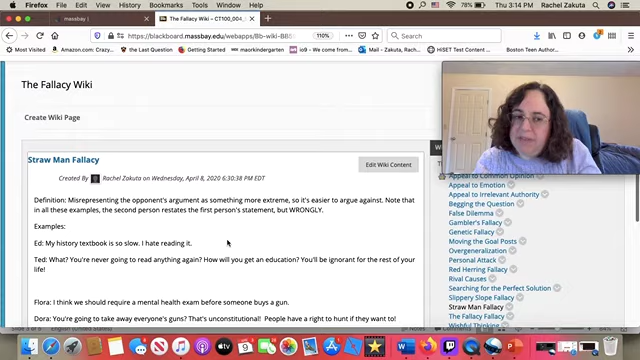 Firefox File Edit View History Bookmarks Tools Window Help 78% Thu 3:14 PM Rachel Zakuta
massbay |
The Fallacy Wiki – CT100_004_
https://blackboard.massbay.edu/webapps/Bb-wiki-BB5
110%
Search
Most Visited Amazon.com: Crazy... the Last Question Getting Started maorkindergarten io9 - We come fro... Mail - Zakuta, Rach... HiSET Test Content... Boston Teen Author...
The Fallacy Wiki
Create Wiki Page
Straw Man Fallacy
Edit Wiki Content
Created By Rachel Zakuta on Wednesday, April 8, 2020 6:30:38 PM EDT
Definition: Misrepresenting the opponent's argument as something more extreme, so it's easier to argue against. Note that
in all these examples, the second person restates the first person's statement, but WRONGLY.
Examples:
Ed: My history textbook is so slow. I hate reading it.
Ted: What? You're never going to read anything again? How will you get an education? You'll be ignorant for the rest of your
life!
Flora: I think we should require a mental health exam before someone buys a gun.
Dora: You're going to take away everyone's guns? That's unconstitutional! People have a right to hunt if they want to!
Appeal to Common Opinion
Appeal to Emotion
Appeal to Irrelevant Authority
Begging the Question
False Dilemma
Gambler's Fallacy
Genetic Fallacy
Moving the Goal Posts
Overgeneralization
Personal Attack
Red Herring Fallacy
Rival Causes
Searching for the Perfect Solution
Slippery Slope Fallacy
Straw Man Fallacy
The Fallacy Fallacy
Wishful Thinking
English (United States)